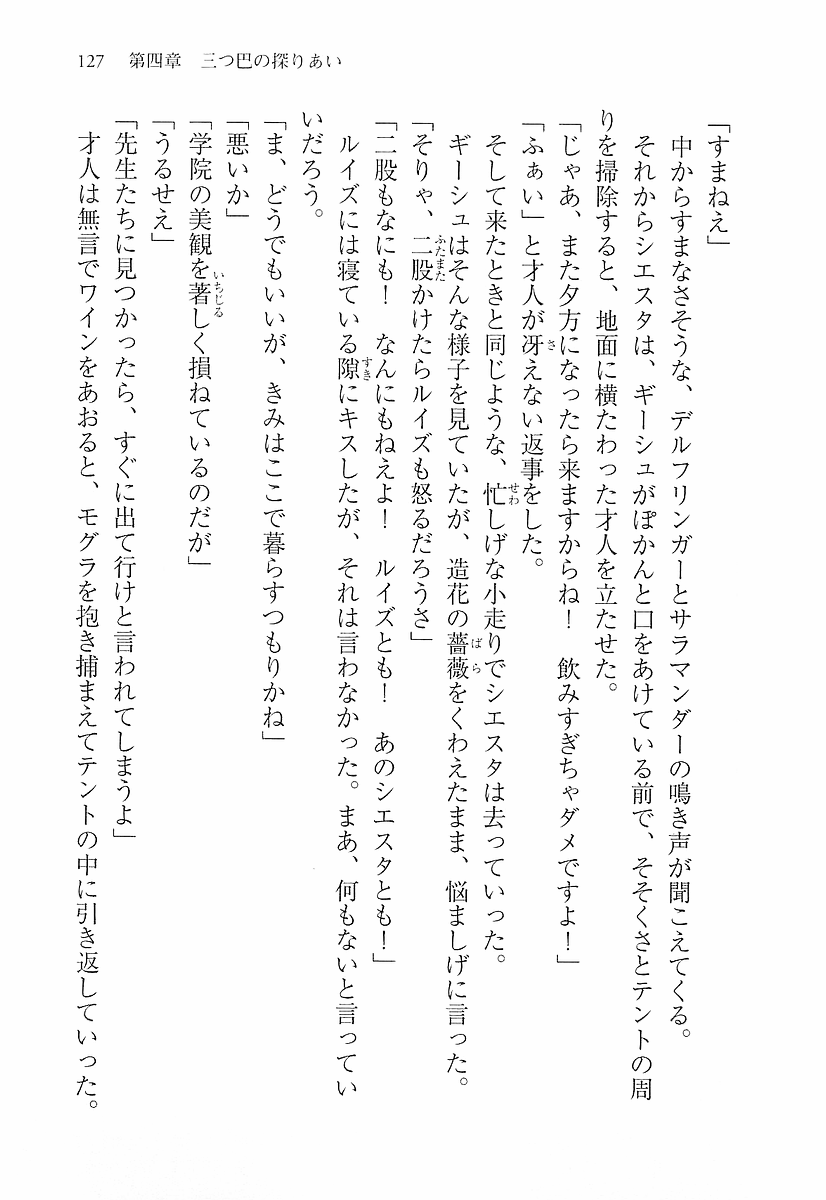 127　第四章　三つ巴の探りあい
「すまねえ」
　中からすまなさそうな、デルフリンガーとサラマンダーの鳴き声が聞こえてくる。
　それからシエスタは、ギーシュがぽかんと口をあけている前で、そそくさとテントの周
りを掃除すると、地面に横たわった才人を立たせた。
「じゃあ、また夕方になったら来ますからね！　飲みすぎちゃダメですよ！」
「ふぁい」と才人が冴えない返事をした。
　そして来たときと同じような、忙しげな小走りでシエスタは去っていった。
　ギーシュはそんな様子を見ていたが、造花の薔薇をくわえたまま、悩ましげに言った。
「そりゃ、二股かけたらルイズも怒るだろうさ」
「二股もなにも！　なんにもねえよ！　ルイズとも！　あのシエスタとも！」
　ルイズには寝ている隙にキスしたが、それは言わなかった。まあ、何もないと言ってい
いだろう。
「ま、どうでもいいが、きみはここで暮らすつもりかね」
「悪いか」
「学院の美観を著しく損ねているのだが」
「うるせえ」
「先生たちに見つかったら、すぐに出て行けと言われてしまうよ」
　才人は無言でワインをあおると、モグラを抱き捕まえてテントの中に引き返していった。